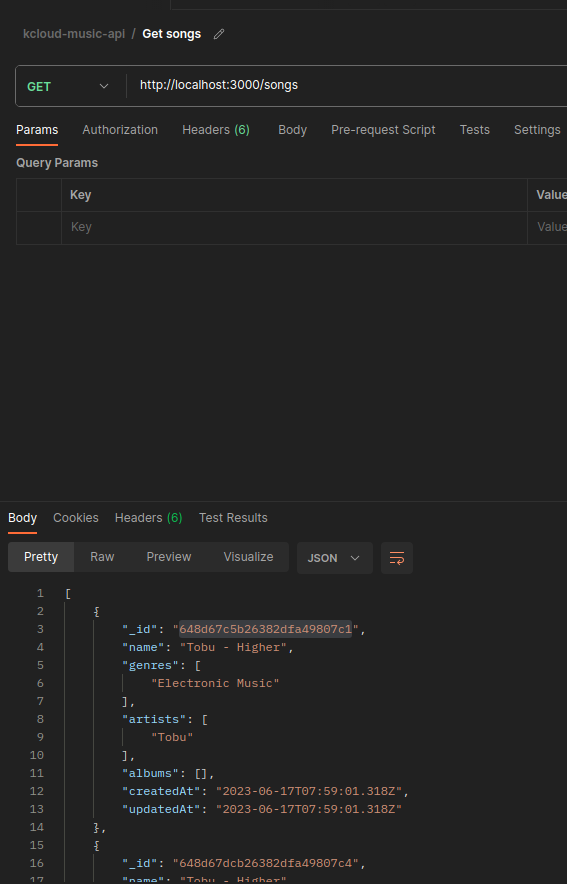 kcloud-music-api / Get songs
GET http://localhost:3000/songs
Params Authorization Headers (6) Body Pre-request Script Tests Settings
Query Params
Key Value
Key Value
Body Cookies Headers (6) Test Results
Pretty Raw Preview Visualize JSON
1 [
2 {
3 "_id": "648d67c5b26382dfa49807c1",
4 "name": "Tobu - Higher",
5 "genres": [
6 "Electronic Music"
7 ],
8 "artists": [
9 "Tobu"
10 ],
11 "albums": [],
12 "createdAt": "2023-06-17T07:59:01.318Z",
13 "updatedAt": "2023-06-17T07:59:01.318Z"
14 },
15 {
16 "_id": "648d67dcb26382dfa49807c4",
17 "name": "Tobu - Higher"